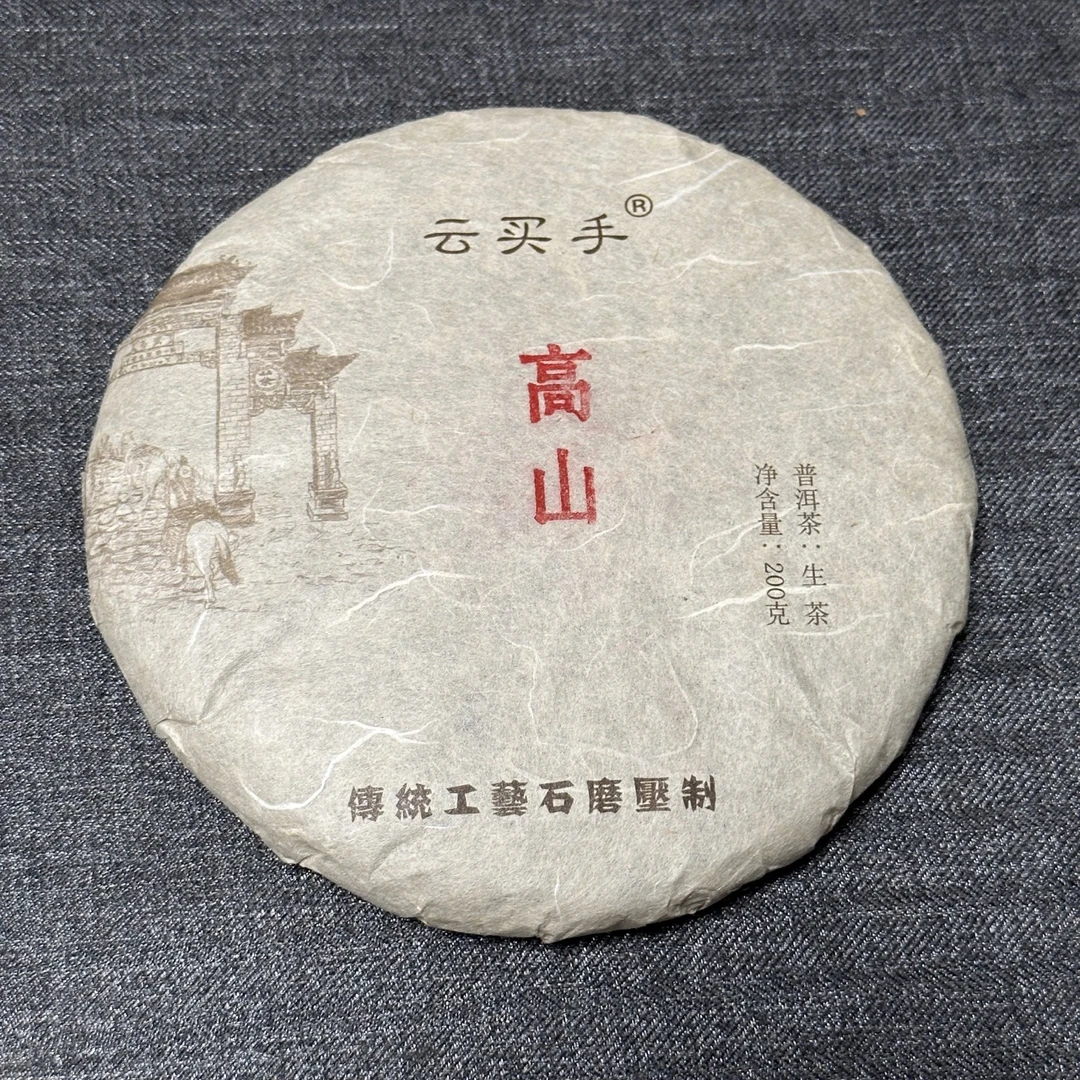 云买手®
高山
普洱茶：生茶
净含量：200克
傳統工藝石磨壓制